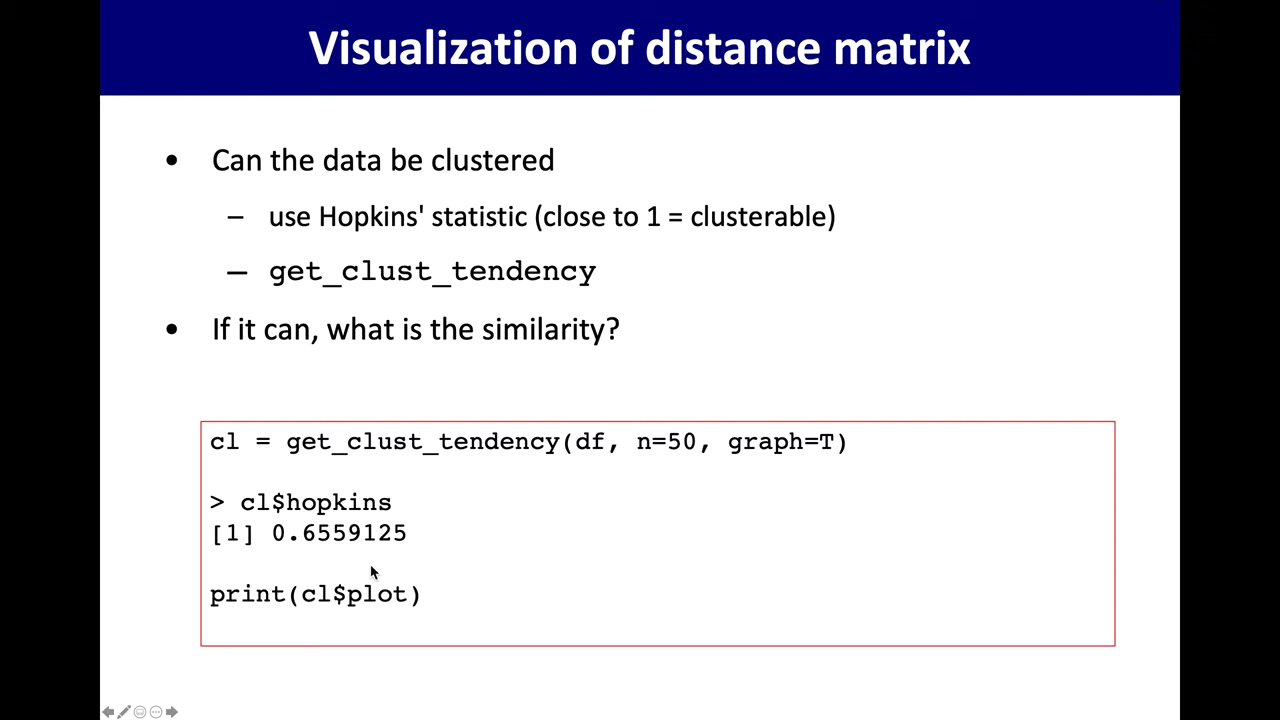 Visualization of distance matrix
• Can the data be clustered
– use Hopkins' statistic (close to 1 = clusterable)
– get_clust_tendency
• If it can, what is the similarity?
cl = get_clust_tendency(df, n=50, graph=T)
> cl$hopkins
[1] 0.6559125
print(cl$plot)